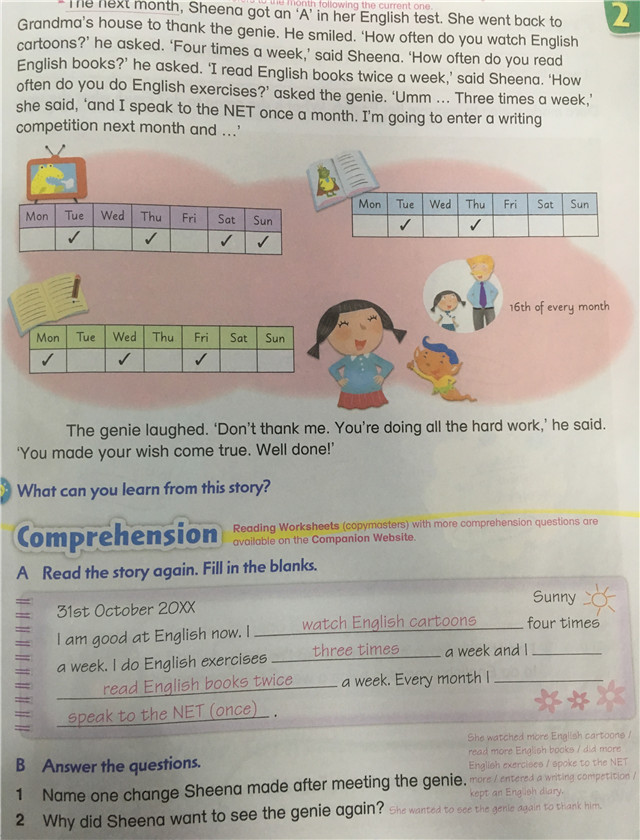 to the month following the current one.
The next month, Sheena got an 'A' in her English test. She went back to
2
Grandma's house to thank the genie. He smiled. 'How often do you watch English
cartoons?' he asked. 'Four times a week,' said Sheena. 'How often do you read
English books?' he asked. 'I read English books twice a week,' said Sheena. 'How
often do you do English exercises?' asked the genie. 'Umm ... Three times a week,'
she said, 'and I speak to the NET once a month. I'm going to enter a writing
competition next month and ...'
Mon Tue Wed Thu Fri Sat Sun
✓ ✓ ✓ ✓
Mon Tue Wed Thu Fri Sat Sun
✓ ✓
16th of every month
Mon Tue Wed Thu Fri Sat Sun
✓ ✓ ✓
The genie laughed. 'Don't thank me. You're doing all the hard work,' he said.
'You made your wish come true. Well done!'
What can you learn from this story?
Comprehension
Reading Worksheets (copymasters) with more comprehension questions are
available on the Companion Website.
A Read the story again. Fill in the blanks.
31st October 20XX
Sunny
I am good at English now. I watch English cartoons four times
a week. I do English exercises three times a week and I
read English books twice a week. Every month I
speak to the NET (once).
B Answer the questions.
She watched more English cartoons /
read more English books / did more
English exercises / spoke to the NET
more / entered a writing competition /
kept an English diary.
1 Name one change Sheena made after meeting the genie.
2 Why did Sheena want to see the genie again? She wanted to see the genie again to thank him.